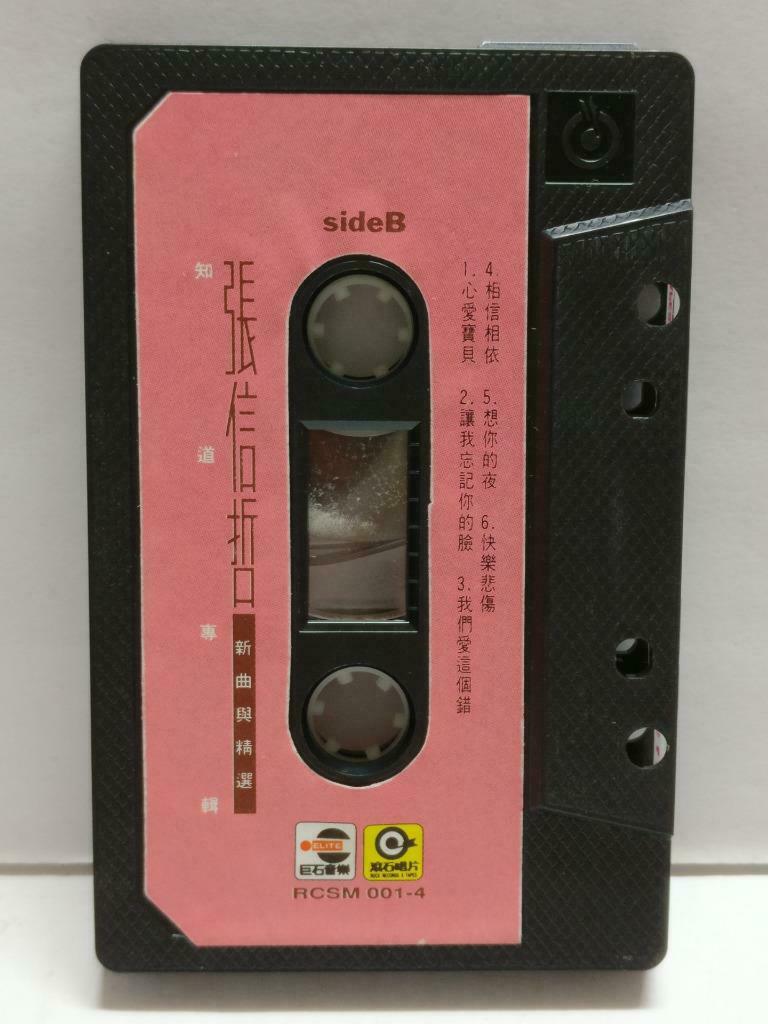 sideB
知道專輯
張信哲
新曲與精選
1.心愛寶貝 2.讓我忘記你的臉 3.我們愛這個錯
4.相信相依 5.想你的夜 6.快樂悲傷
ELITE
巨石音樂
滾石唱片
ROCK RECORDS & TAPES
RCSM 001-4